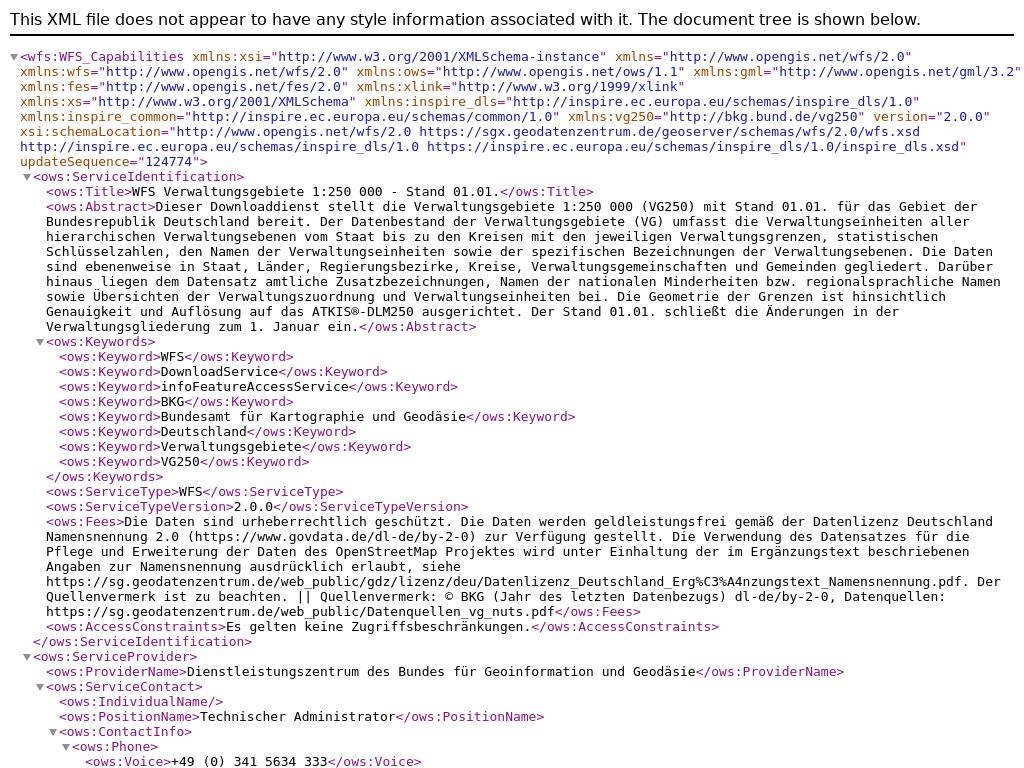 This XML file does not appear to have any style information associated with it. The document tree is shown below.
<wfs:WFS_Capabilities xmlns:xsi="http://www.w3.org/2001/XMLSchema-instance" xmlns="http://www.opengis.net/wfs/2.0"
xmlns:wfs="http://www.opengis.net/wfs/2.0" xmlns:ows="http://www.opengis.net/ows/1.1" xmlns:gml="http://www.opengis.net/gml/3.2"
xmlns:fes="http://www.opengis.net/fes/2.0" xmlns:xlink="http://www.w3.org/1999/xlink"
xmlns:xs="http://www.w3.org/2001/XMLSchema" xmlns:inspire_dls="http://inspire.ec.europa.eu/schemas/inspire_dls/1.0"
xmlns:inspire_common="http://inspire.ec.europa.eu/schemas/common/1.0" xmlns:vg250="http://bkg.bund.de/vg250" version="2.0.0"
xsi:schemaLocation="http://www.opengis.net/wfs/2.0 https://sgx.geodatenzentrum.de/geoserver/schemas/wfs/2.0/wfs.xsd
http://inspire.ec.europa.eu/schemas/inspire_dls/1.0 https://inspire.ec.europa.eu/schemas/inspire_dls/1.0/inspire_dls.xsd"
updateSequence="124774">
<ows:ServiceIdentification>
<ows:Title>WFS Verwaltungsgebiete 1:250 000 - Stand 01.01.</ows:Title>
<ows:Abstract>Dieser Downloaddienst stellt die Verwaltungsgebiete 1:250 000 (VG250) mit Stand 01.01. für das Gebiet der
Bundesrepublik Deutschland bereit. Der Datenbestand der Verwaltungsgebiete (VG) umfasst die Verwaltungseinheiten aller
hierarchischen Verwaltungsebenen vom Staat bis zu den Kreisen mit den jeweiligen Verwaltungsgrenzen, statistischen
Schlüsselzahlen, den Namen der Verwaltungseinheiten sowie der spezifischen Bezeichnungen der Verwaltungsebenen. Die Daten
sind ebenenweise in Staat, Länder, Regierungsbezirke, Kreise, Verwaltungsgemeinschaften und Gemeinden gegliedert. Darüber
hinaus liegen dem Datensatz amtliche Zusatzbezeichnungen, Namen der nationalen Minderheiten bzw. regionalsprachliche Namen
sowie Übersichten der Verwaltungszuordnung und Verwaltungseinheiten bei. Die Geometrie der Grenzen ist hinsichtlich
Genauigkeit und Auflösung auf das ATKIS®-DLM250 ausgerichtet. Der Stand 01.01. schließt die Änderungen in der
Verwaltungsgliederung zum 1. Januar ein.</ows:Abstract>
<ows:Keywords>
<ows:Keyword>WFS</ows:Keyword>
<ows:Keyword>DownloadService</ows:Keyword>
<ows:Keyword>infoFeatureAccessService</ows:Keyword>
<ows:Keyword>BKG</ows:Keyword>
<ows:Keyword>Bundesamt für Kartographie und Geodäsie</ows:Keyword>
<ows:Keyword>Deutschland</ows:Keyword>
<ows:Keyword>Verwaltungsgebiete</ows:Keyword>
<ows:Keyword>VG250</ows:Keyword>
</ows:Keywords>
<ows:ServiceType>WFS</ows:ServiceType>
<ows:ServiceTypeVersion>2.0.0</ows:ServiceTypeVersion>
<ows:Fees>Die Daten sind urheberrechtlich geschützt. Die Daten werden geldleistungsfrei gemäß der Datenlizenz Deutschland
Namensnennung 2.0 (https://www.govdata.de/dl-de/by-2-0) zur Verfügung gestellt. Die Verwendung des Datensatzes für die
Pflege und Erweiterung der Daten des OpenStreetMap Projektes wird unter Einhaltung der im Ergänzungstext beschriebenen
Angaben zur Namensnennung ausdrücklich erlaubt, siehe
https://sg.geodatenzentrum.de/web_public/gdz/lizenz/deu/Datenlizenz_Deutschland_Erg%C3%A4nzungstext_Namensnennung.pdf. Der
Quellenvermerk ist zu beachten. || Quellenvermerk: © BKG (Jahr des letzten Datenbezugs) dl-de/by-2-0, Datenquellen:
https://sg.geodatenzentrum.de/web_public/Datenquellen_vg_nuts.pdf</ows:Fees>
<ows:AccessConstraints>Es gelten keine Zugriffsbeschränkungen.</ows:AccessConstraints>
</ows:ServiceIdentification>
<ows:ServiceProvider>
<ows:ProviderName>Dienstleistungszentrum des Bundes für Geoinformation und Geodäsie</ows:ProviderName>
<ows:ServiceContact>
<ows:IndividualName/>
<ows:PositionName>Technischer Administrator</ows:PositionName>
<ows:ContactInfo>
<ows:Phone>
<ows:Voice>+49 (0) 341 5634 333</ows:Voice>